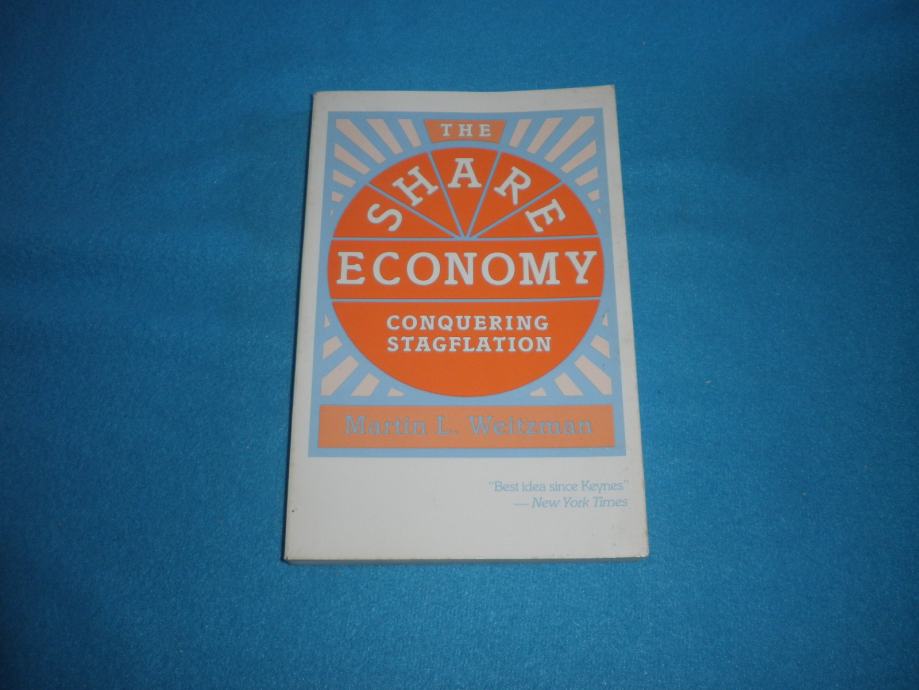 THE
SHARE
ECONOMY
CONQUERING
STAGFLATION
Martin L. Weitzman
"Best idea since Keynes"
— New York Times